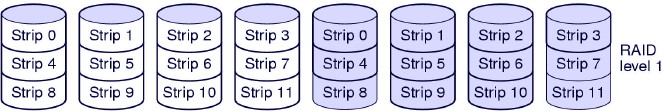 Strip 0 Strip 1 Strip 2 Strip 3 Strip 0 Strip 1 Strip 2 Strip 3
Strip 4 Strip 5 Strip 6 Strip 7 Strip 4 Strip 5 Strip 6 Strip 7
Strip 8 Strip 9 Strip 10 Strip 11 Strip 8 Strip 9 Strip 10 Strip 11
RAID
level 1